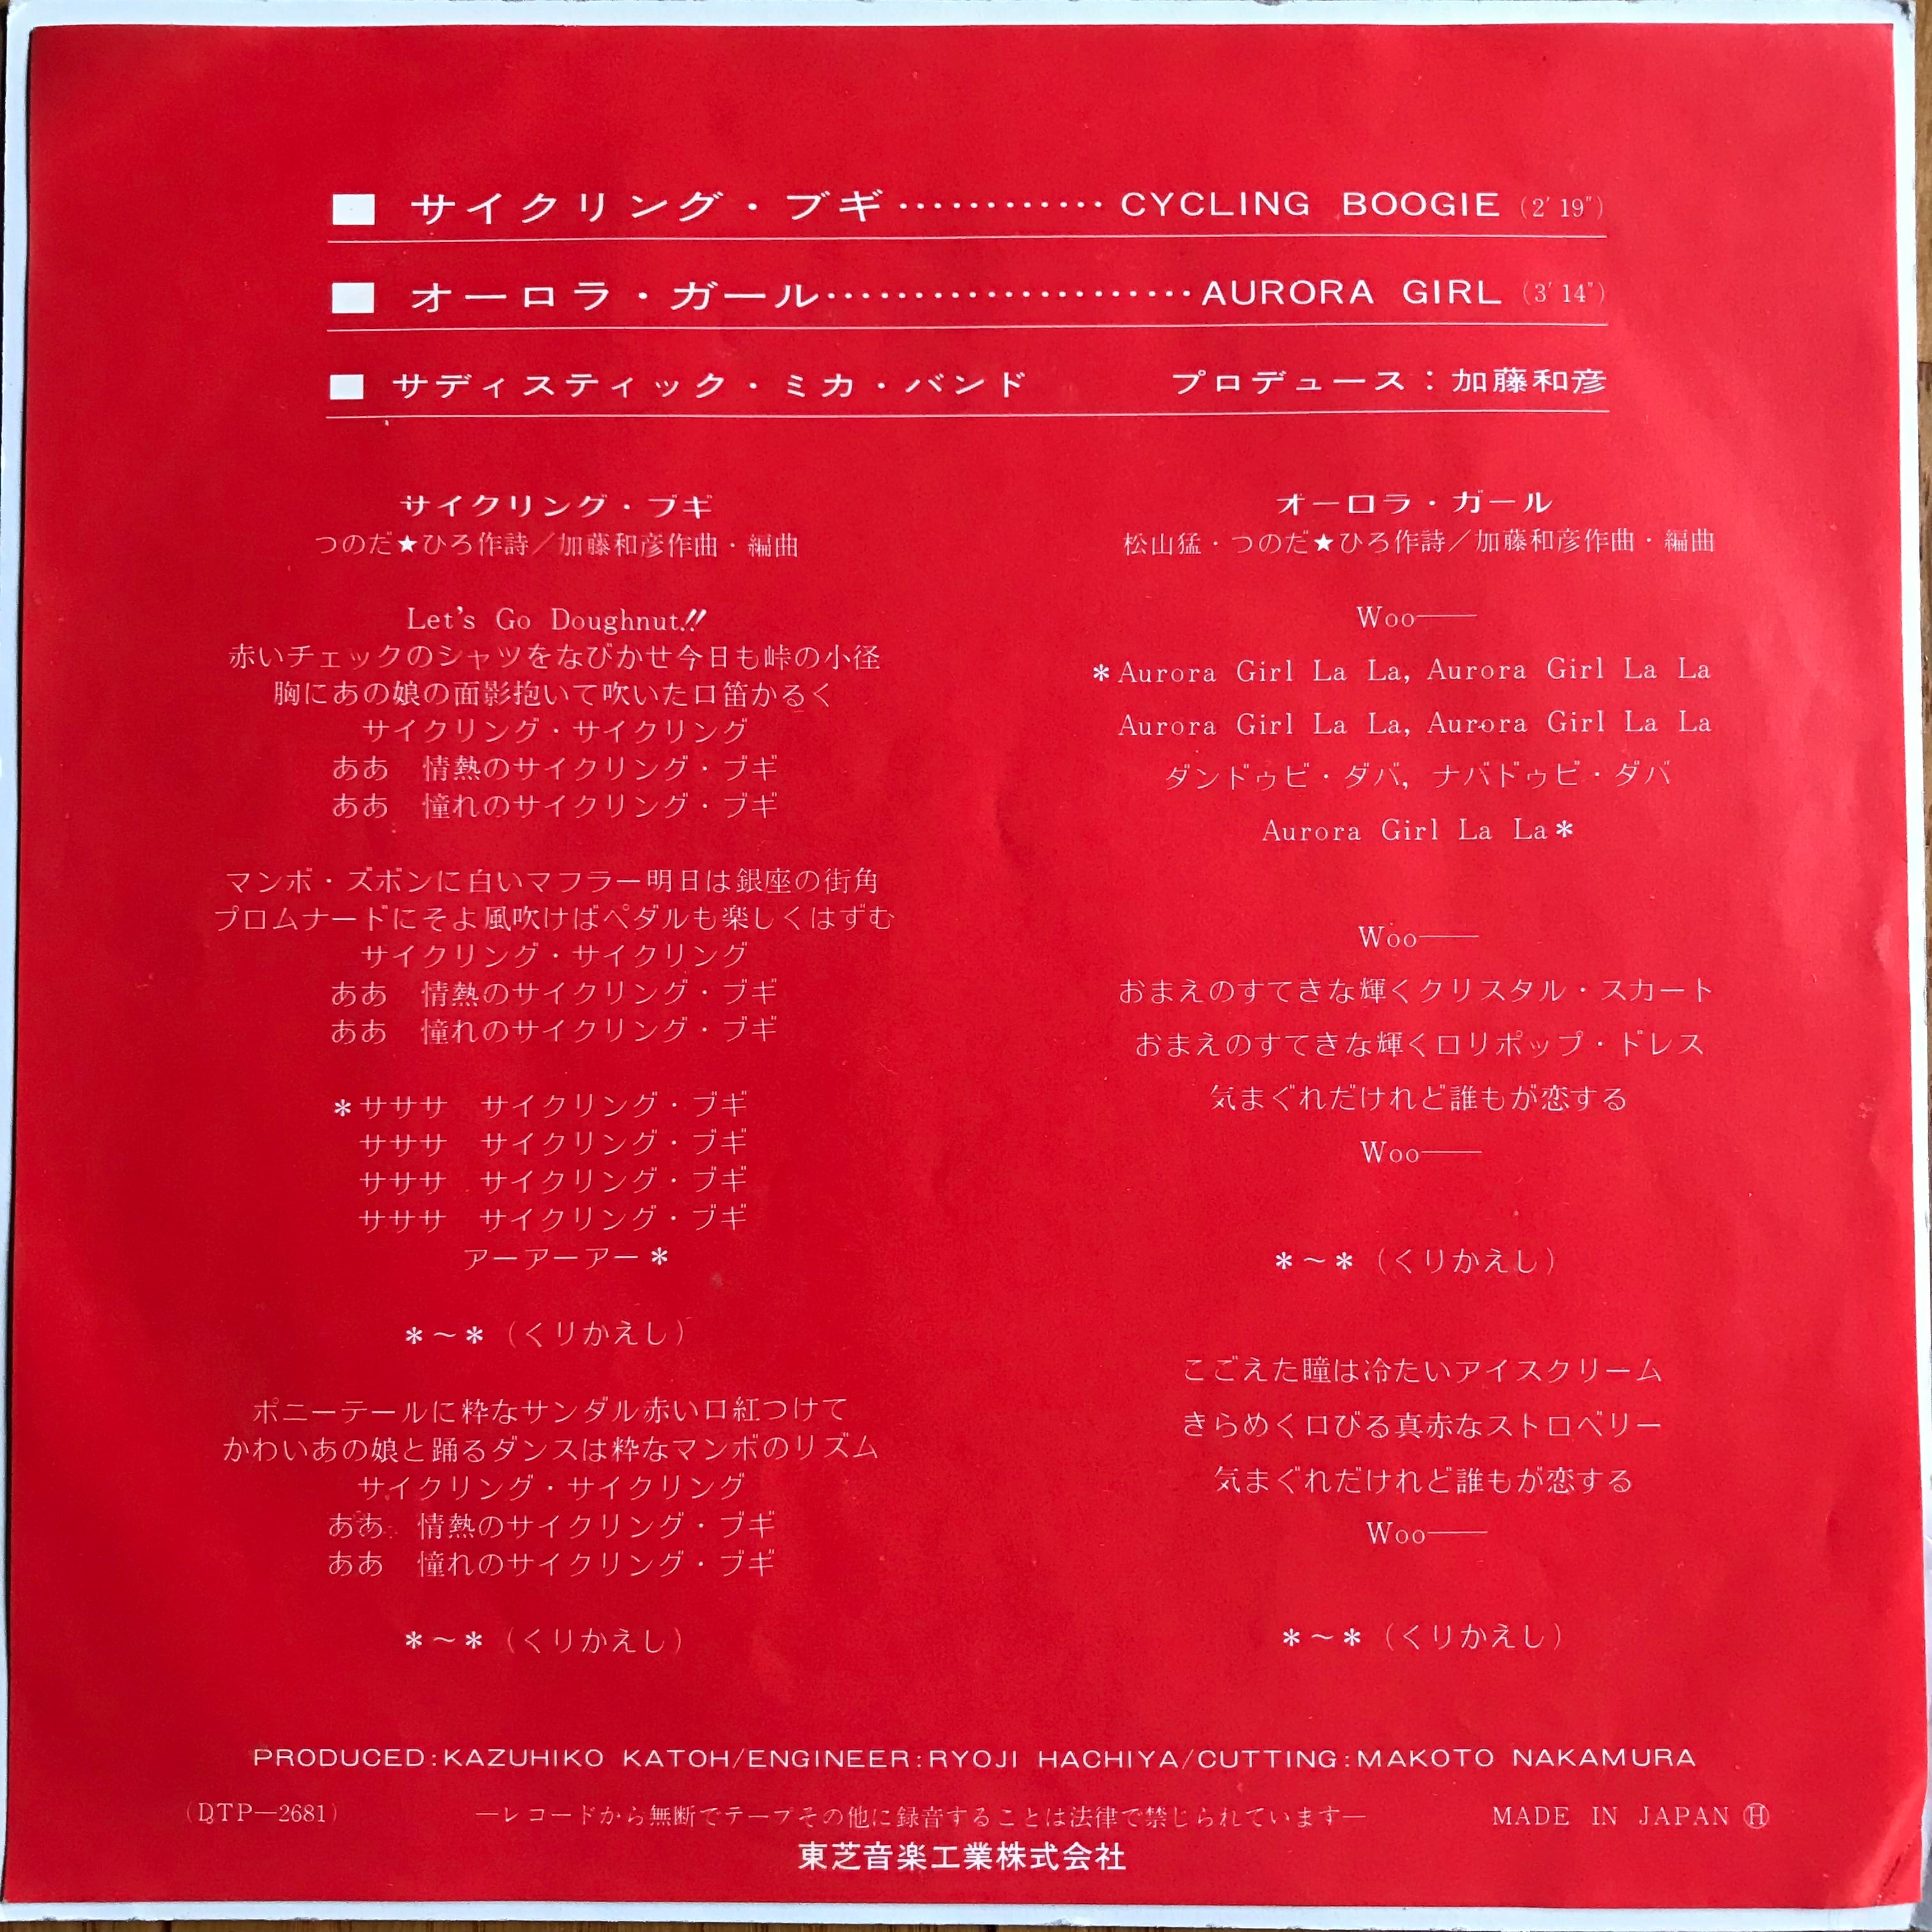 ■ サイクリング・ブギ…………CYCLING BOOGIE (2′19″)
■ オーロラ・ガール…………………AURORA GIRL (3′14″)
■ サディスティック・ミカ・バンド プロデュース：加藤和彦
サイクリング・ブギ
つのだ★ひろ作詩／加藤和彦作曲・編曲
Let's Go Doughnut!!
赤いチェックのシャツをなびかせ今日も峠の小径
胸にあの娘の面影抱いて吹いた口笛かるく
サイクリング・サイクリング
ああ 情熱のサイクリング・ブギ
ああ 憧れのサイクリング・ブギ
マンボ・ズボンに白いマフラー明日は銀座の街角
プロムナードにそよ風吹けばペダルも楽しくはずむ
サイクリング・サイクリング
ああ 情熱のサイクリング・ブギ
ああ 憧れのサイクリング・ブギ
＊サササ サイクリング・ブギ
サササ サイクリング・ブギ
サササ サイクリング・ブギ
サササ サイクリング・ブギ
アーアーアー＊
＊～＊（くりかえし）
ポニーテールに粋なサンダル赤い口紅つけて
かわいあの娘と踊るダンスは粋なマンボのリズム
サイクリング・サイクリング
ああ 情熱のサイクリング・ブギ
ああ 憧れのサイクリング・ブギ
＊～＊（くりかえし）
オーロラ・ガール
松山猛・つのだ★ひろ作詩／加藤和彦作曲・編曲
Woo――
＊Aurora Girl La La, Aurora Girl La La
Aurora Girl La La, Aurora Girl La La
ダンドゥビ・ダバ, ナバドゥビ・ダバ
Aurora Girl La La＊
Woo――
おまえのすてきな輝くクリスタル・スカート
おまえのすてきな輝くロリポップ・ドレス
気まぐれだけれど誰もが恋する
Woo――
＊～＊（くりかえし）
こごえた瞳は冷たいアイスクリーム
きらめく口びる真赤なストロベリー
気まぐれだけれど誰もが恋する
Woo――
＊～＊（くりかえし）
PRODUCED:KAZUHIKO KATOH/ENGINEER:RYOJI HACHIYA/CUTTING:MAKOTO NAKAMURA
（DTP―2681） ―レコードから無断でテープその他に録音することは法律で禁じられています― MADE IN JAPAN Ⓗ
東芝音楽工業株式会社